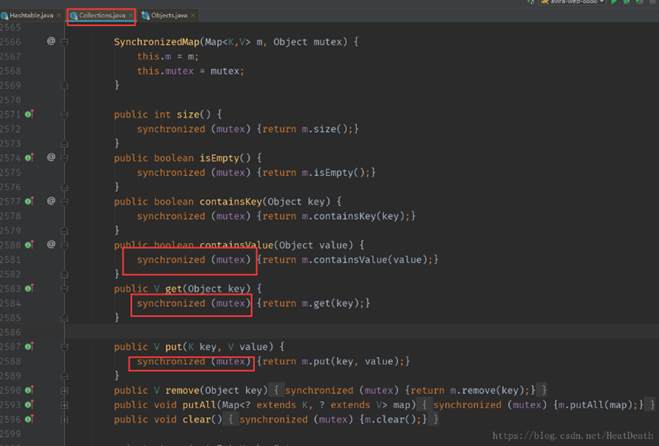 Hashtable.java × Collections.java × Objects.java ×
2565
2566 @ SynchronizedMap(Map<K,V> m, Object mutex) {
2567 this.m = m;
2568 this.mutex = mutex;
2569 }
2570
2571 public int size() {
2572 synchronized (mutex) {return m.size();}
2573 }
2574 @ public boolean isEmpty() {
2575 synchronized (mutex) {return m.isEmpty();}
2576 }
2577 @ public boolean containsKey(Object key) {
2578 synchronized (mutex) {return m.containsKey(key);}
2579 }
2580 @ public boolean containsValue(Object value) {
2581 synchronized (mutex) {return m.containsValue(value);}
2582 }
2583 public V get(Object key) {
2584 synchronized (mutex) {return m.get(key);}
2585 }
2586
2587 public V put(K key, V value) {
2588 synchronized (mutex) {return m.put(key, value);}
2589 }
2590 public V remove(Object key) { synchronized (mutex) {return m.remove(key);} }
2593 public void putAll(Map<? extends K, ? extends V> map) { synchronized (mutex) {m.putAll(map);} }
2596 public void clear() { synchronized (mutex) {m.clear();} }
2599
https://blog.csdn.net/HeatDeath